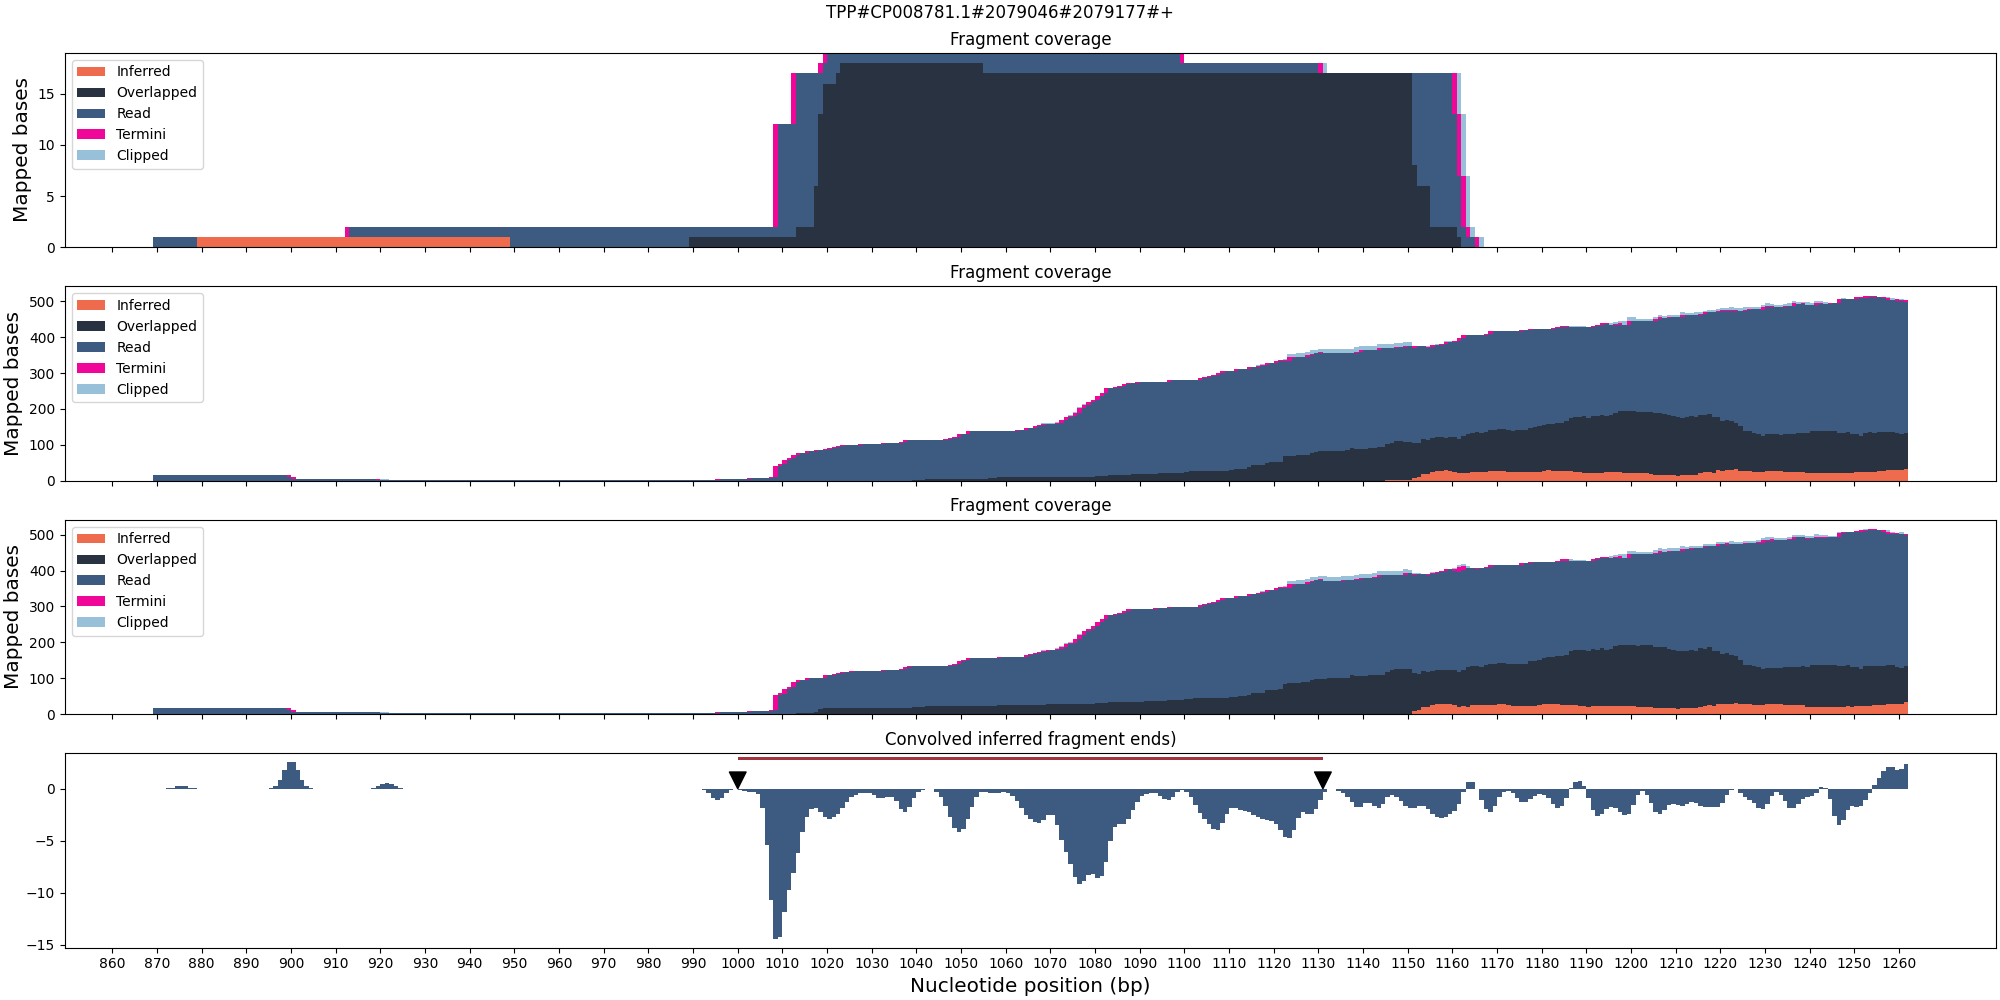 TPP#CP008781.1#2079046#2079177#+
Fragment coverage
Mapped bases
15
10
5
0
Inferred
Overlapped
Read
Termini
Clipped
Fragment coverage
Mapped bases
500
400
300
200
100
0
Inferred
Overlapped
Read
Termini
Clipped
Fragment coverage
Mapped bases
500
400
300
200
100
0
Inferred
Overlapped
Read
Termini
Clipped
Convolved inferred fragment ends)
0
−5
−10
−15
860 870 880 890 900 910 920 930 940 950 960 970 980 990 1000 1010 1020 1030 1040 1050 1060 1070 1080 1090 1100 1110 1120 1130 1140 1150 1160 1170 1180 1190 1200 1210 1220 1230 1240 1250 1260
Nucleotide position (bp)